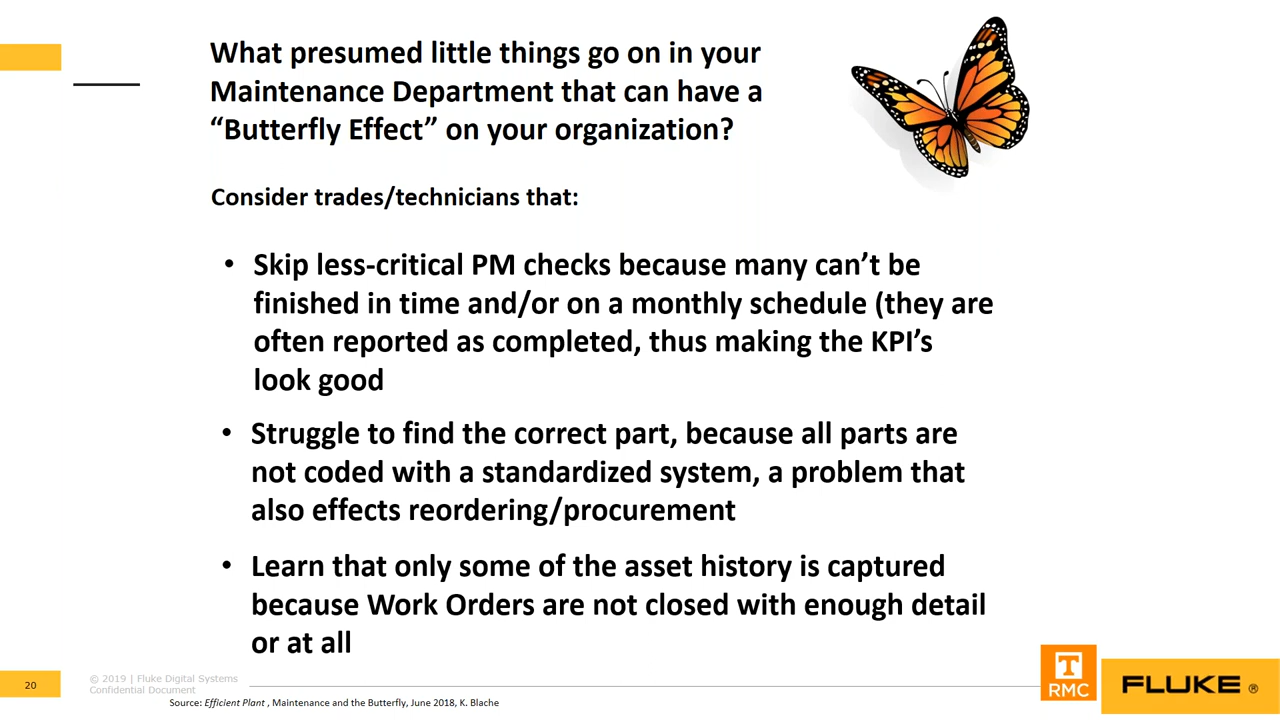 What presumed little things go on in your
Maintenance Department that can have a
“Butterfly Effect” on your organization?
Consider trades/technicians that:
• Skip less-critical PM checks because many can’t be
finished in time and/or on a monthly schedule (they are
often reported as completed, thus making the KPI’s
look good
• Struggle to find the correct part, because all parts are
not coded with a standardized system, a problem that
also effects reordering/procurement
• Learn that only some of the asset history is captured
because Work Orders are not closed with enough detail
or at all
20
© 2019 | Fluke Digital Systems
Confidential Document
Source: Efficient Plant , Maintenance and the Butterfly, June 2018, K. Blache
T
RMC
FLUKE ®